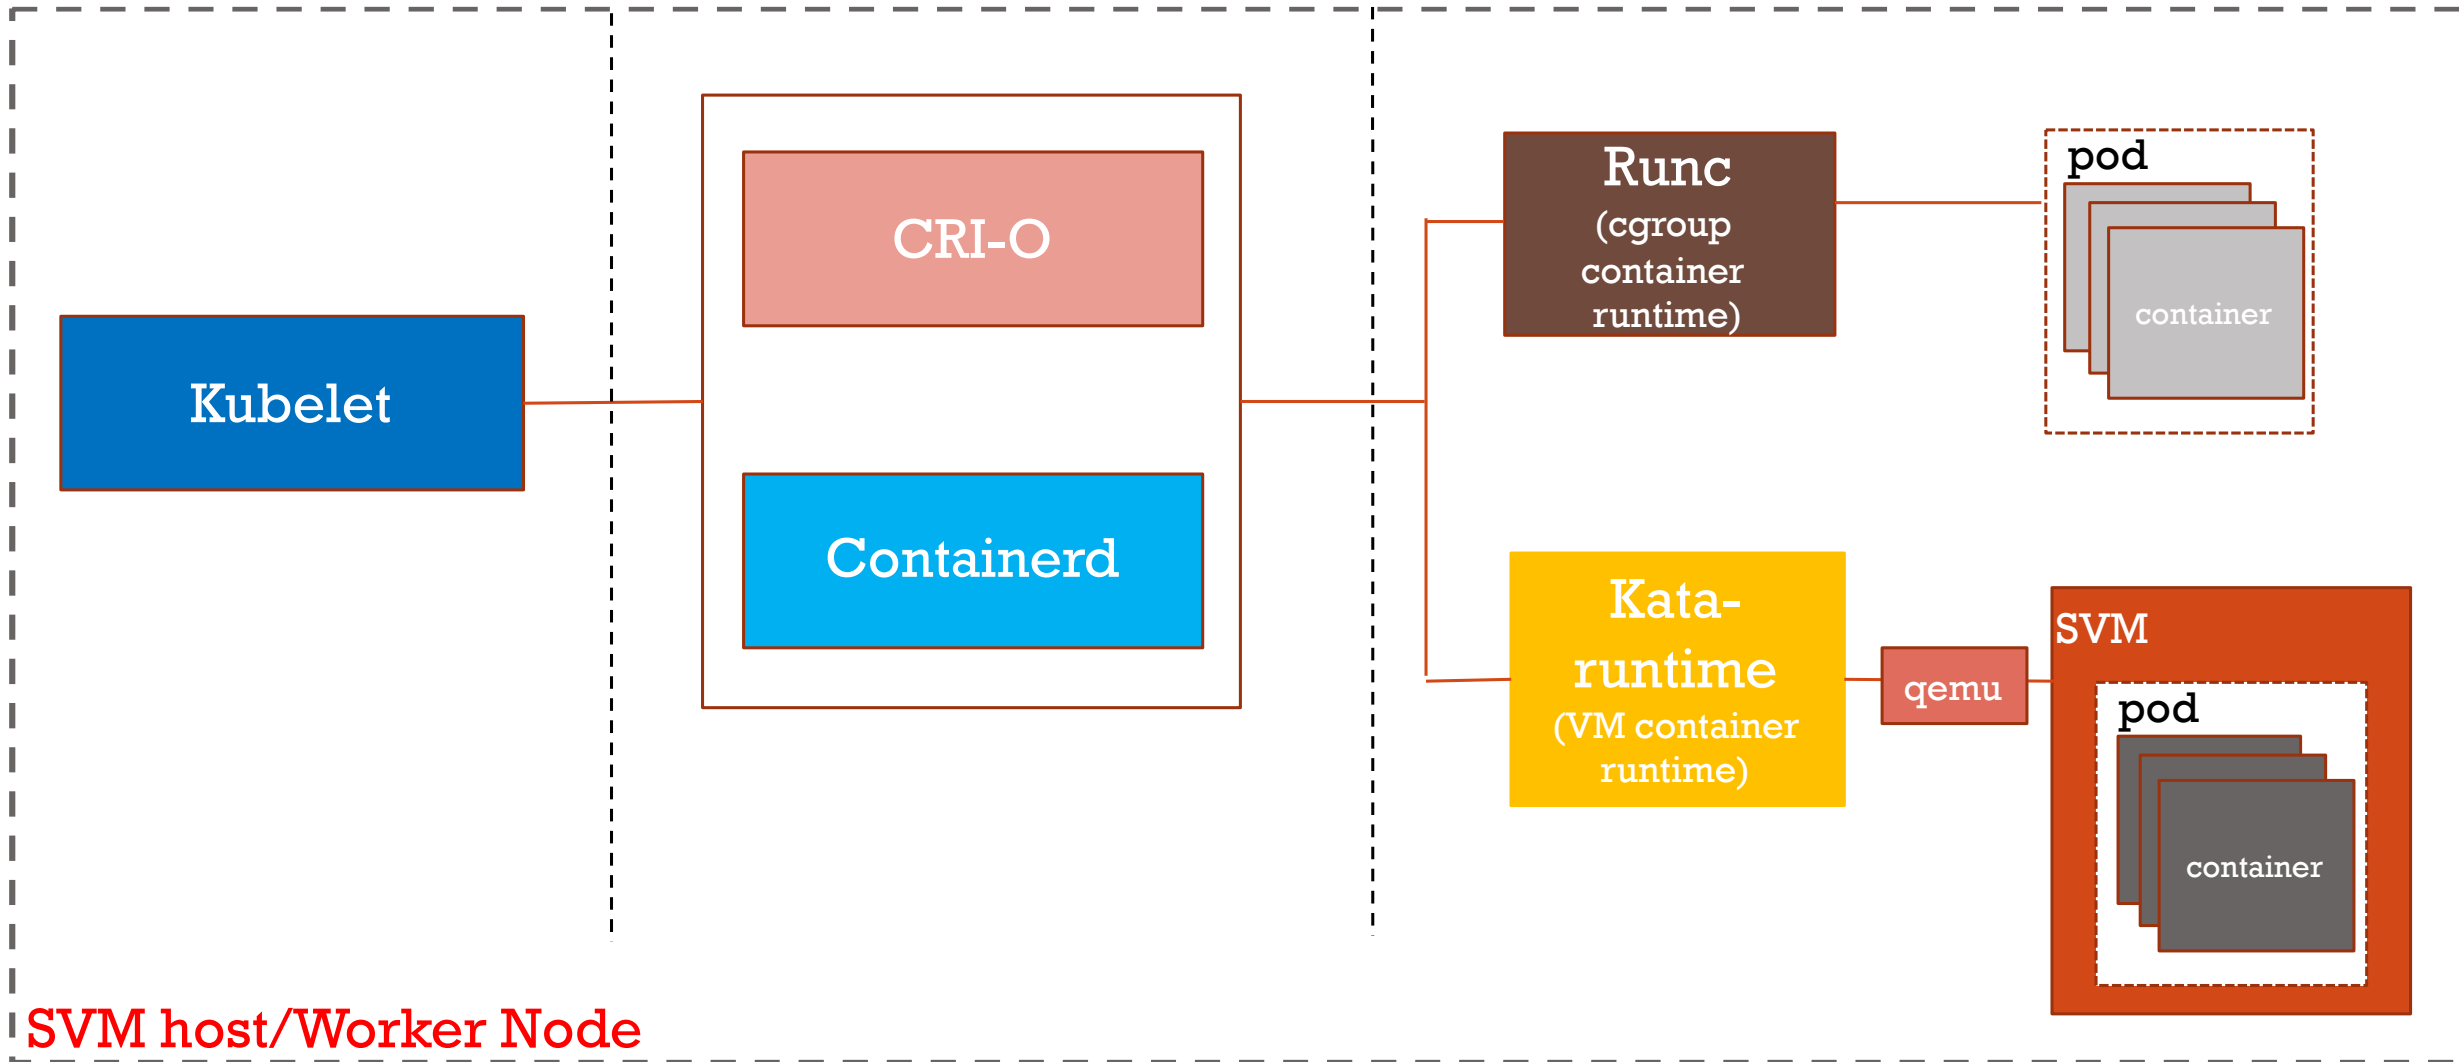 Kubelet
CRI-O
Containerd
Runc
(cgroup
container
runtime)
pod
container
Kata-
runtime
(VM container
runtime)
qemu
SVM
pod
container
SVM host/Worker Node